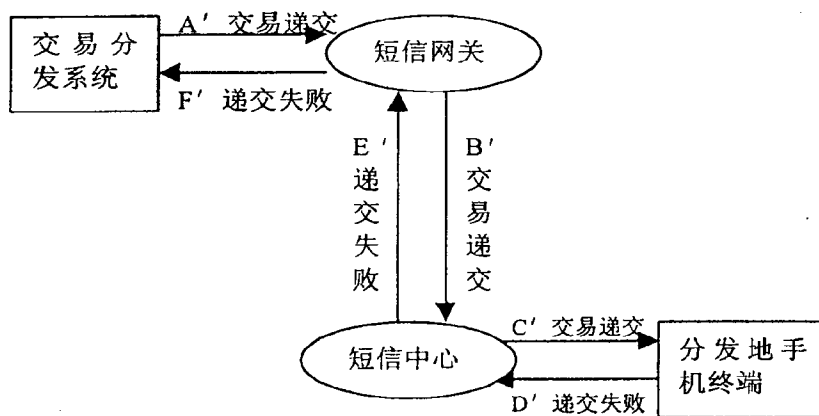 A′ 交易递交
交易分
发系统
短信网关
F′ 递交失败
E′
递
交
失
败
B′
交
易
递
交
C′ 交易递交
短信中心
分发地手
机终端
D′ 递交失败